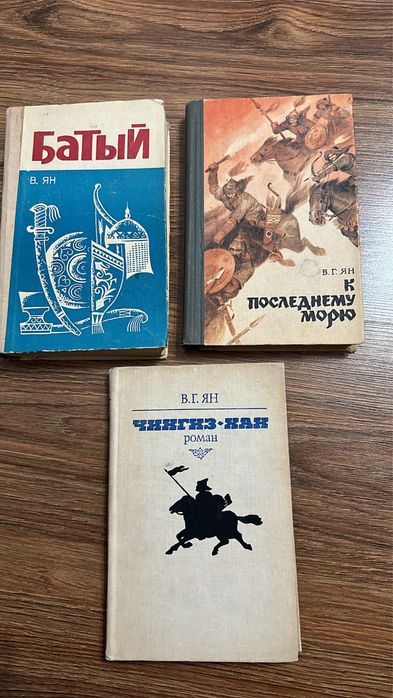 Батый
В. ЯН
В. Г. ЯН
К
ПОСЛЕДНЕМУ
МОРЮ
В. Г. ЯН
ЧИНГИЗ·ХАН
роман